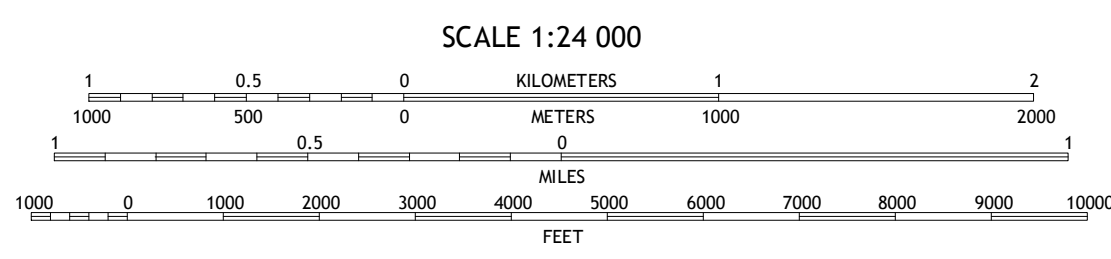 SCALE 1:24 000
1 0.5 0 KILOMETERS 1 2
1000 500 0 METERS 1000 2000
1 0.5 0 1
MILES
1000 0 1000 2000 3000 4000 5000 6000 7000 8000 9000 10000
FEET